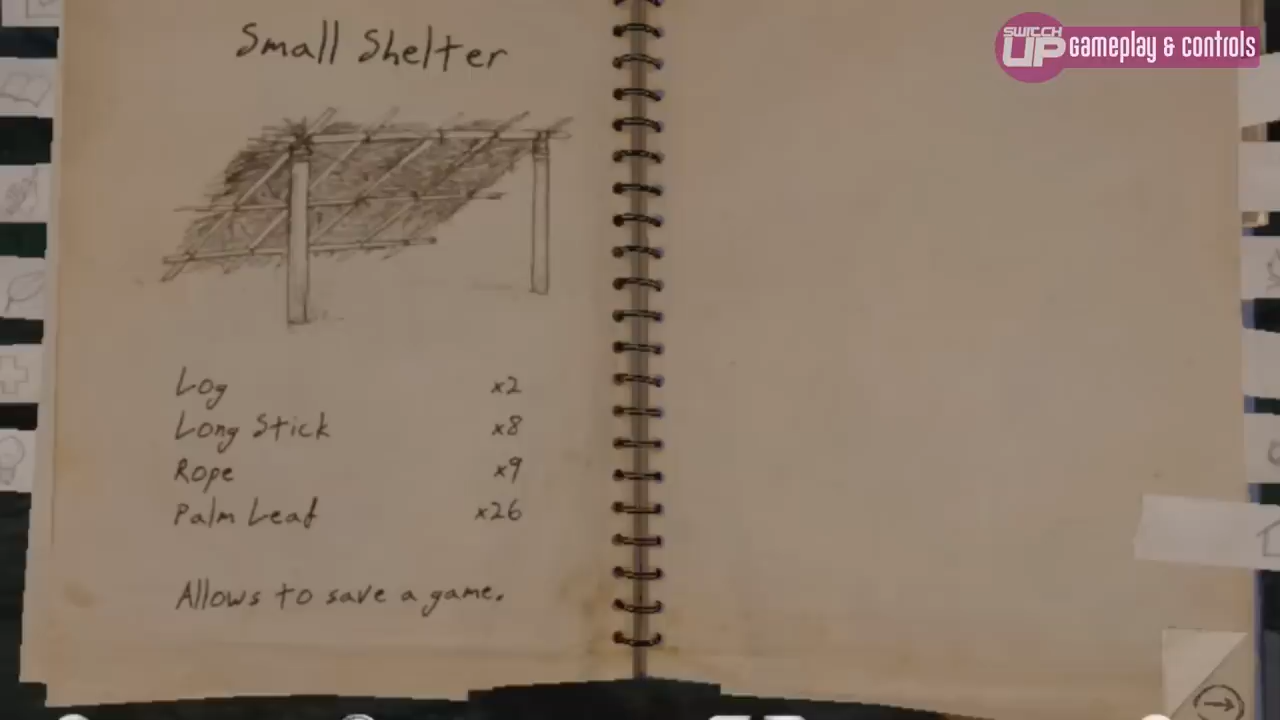 Small Shelter
SWITCH
UP Gameplay & controls
Log x2
Long Stick x8
Rope x9
Palm Leaf x26
Allows to save a game.